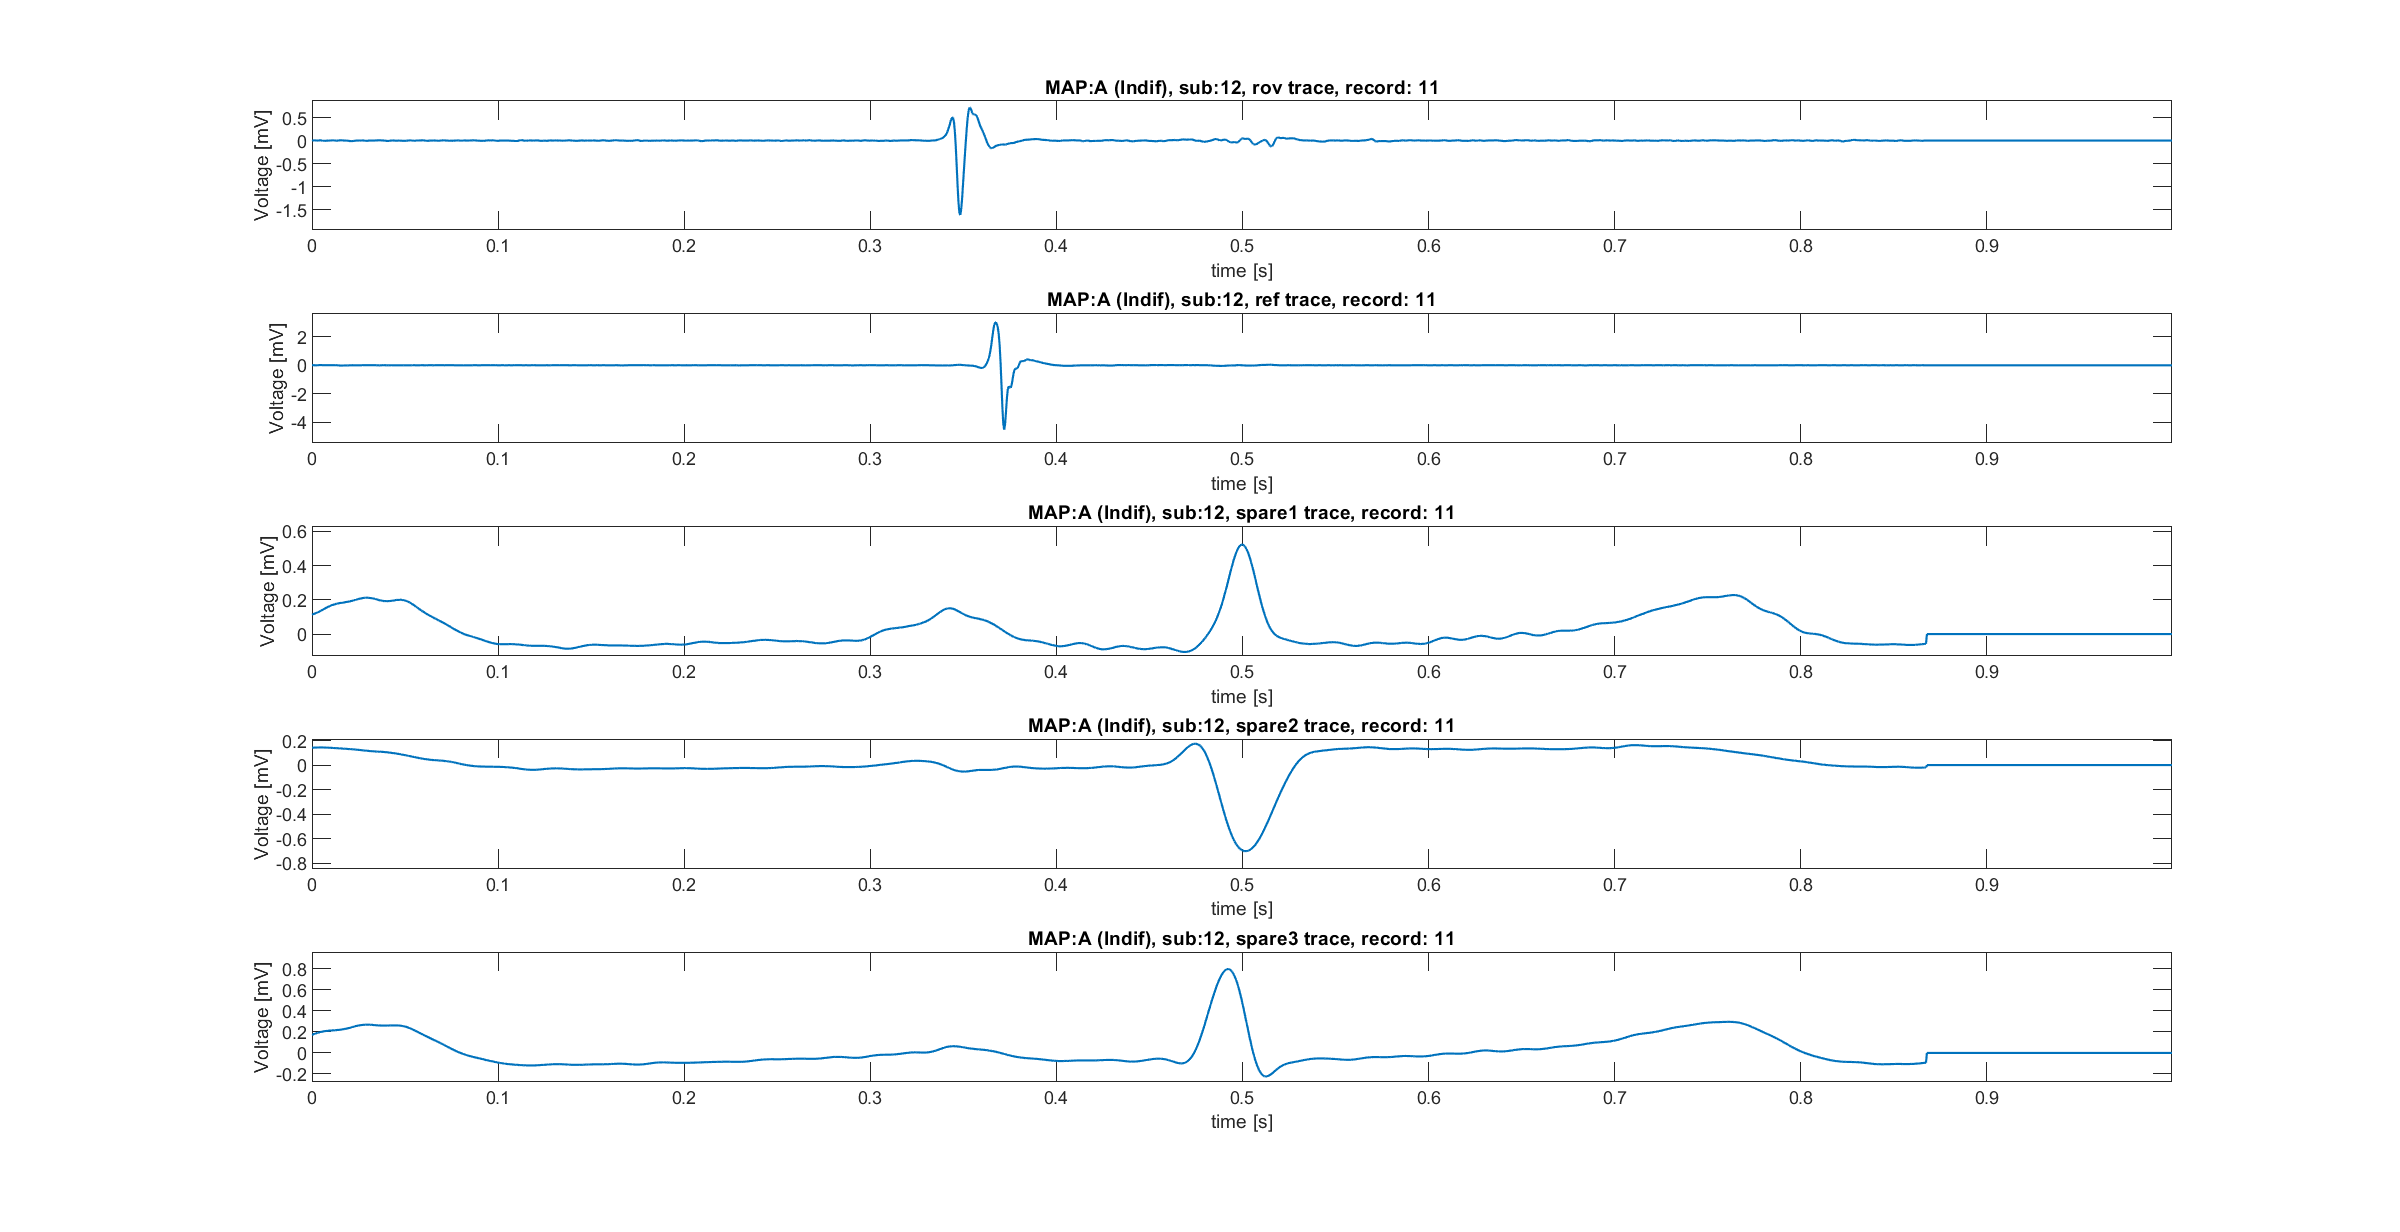 MAP:A (Indif), sub:12, rov trace, record: 11
Voltage [mV]
0.5
0
-0.5
-1
-1.5
0 0.1 0.2 0.3 0.4 0.5 0.6 0.7 0.8 0.9
time [s]
MAP:A (Indif), sub:12, ref trace, record: 11
Voltage [mV]
2
0
-2
-4
0 0.1 0.2 0.3 0.4 0.5 0.6 0.7 0.8 0.9
time [s]
MAP:A (Indif), sub:12, spare1 trace, record: 11
Voltage [mV]
0.6
0.4
0.2
0
0 0.1 0.2 0.3 0.4 0.5 0.6 0.7 0.8 0.9
time [s]
MAP:A (Indif), sub:12, spare2 trace, record: 11
Voltage [mV]
0.2
0
-0.2
-0.4
-0.6
-0.8
0 0.1 0.2 0.3 0.4 0.5 0.6 0.7 0.8 0.9
time [s]
MAP:A (Indif), sub:12, spare3 trace, record: 11
Voltage [mV]
0.8
0.6
0.4
0.2
0
-0.2
0 0.1 0.2 0.3 0.4 0.5 0.6 0.7 0.8 0.9
time [s]